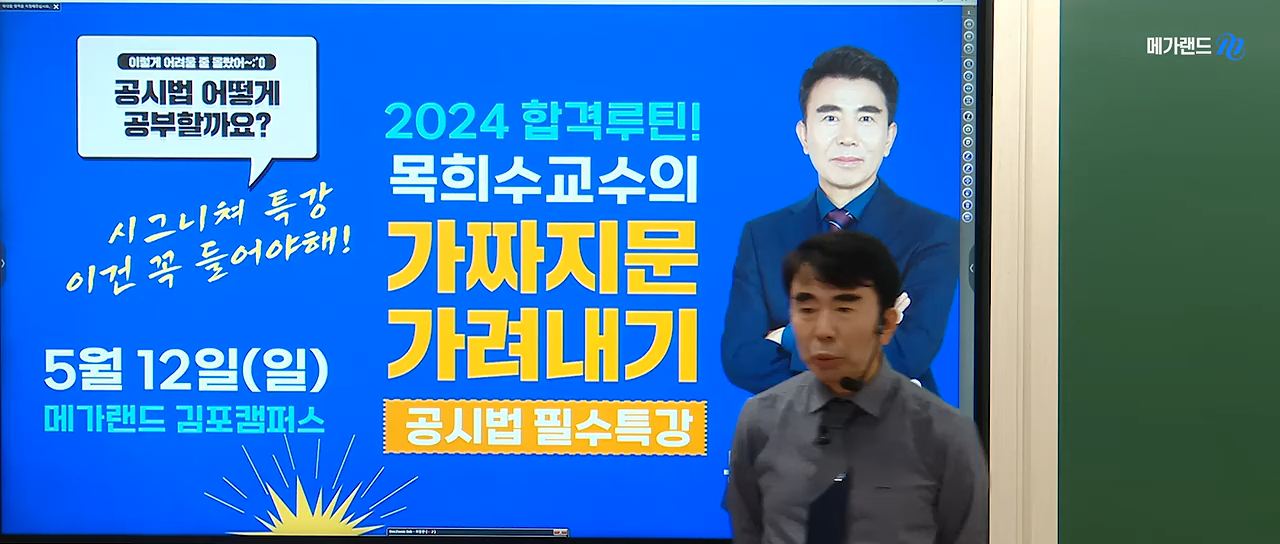 이렇게 어려울 줄 몰랐어~:'0
공시법 어떻게
공부할까요?
시그니쳐 특강
이건 꼭 들어야해!
5월 12일(일)
메가랜드 김포캠퍼스
2024 합격루틴!
목희수교수의
가짜지문
가려내기
공시법 필수특강
메가랜드